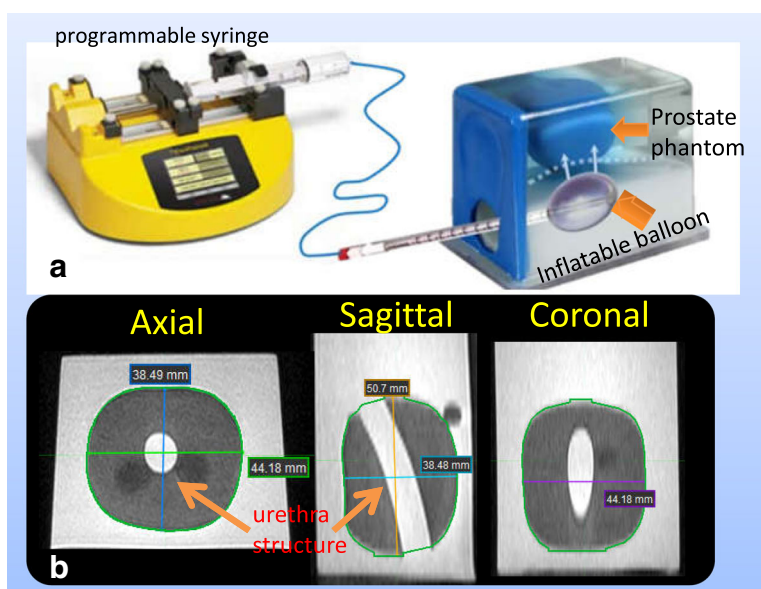 programmable syringe
Prostate
phantom
Inflatable balloon
a
Axial
Sagittal
Coronal
38.49 mm
50.7 mm
38.48 mm
44.18 mm
44.18 mm
urethra
structure
b